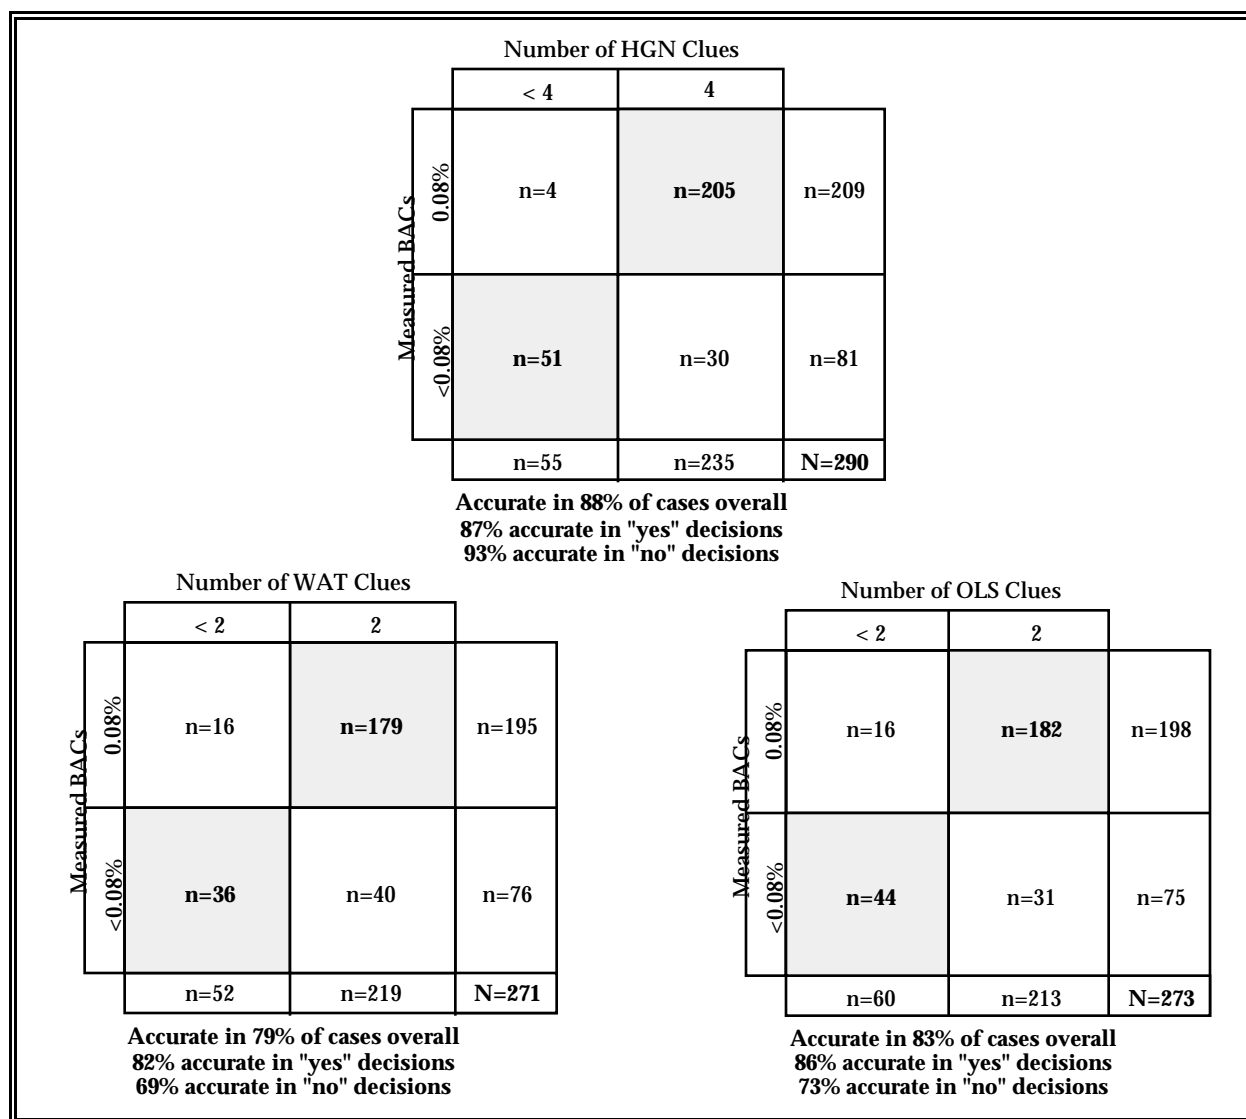 Number of HGN Clues
< 4 4
Measured BACs
0.08% n=4 n=205 n=209
<0.08% n=51 n=30 n=81
n=55 n=235 N=290
Accurate in 88% of cases overall
87% accurate in "yes" decisions
93% accurate in "no" decisions
Number of WAT Clues
< 2 2
Measured BACs
0.08% n=16 n=179 n=195
<0.08% n=36 n=40 n=76
n=52 n=219 N=271
Accurate in 79% of cases overall
82% accurate in "yes" decisions
69% accurate in "no" decisions
Number of OLS Clues
< 2 2
Measured BACs
0.08% n=16 n=182 n=198
<0.08% n=44 n=31 n=75
n=60 n=213 N=273
Accurate in 83% of cases overall
86% accurate in "yes" decisions
73% accurate in "no" decisions